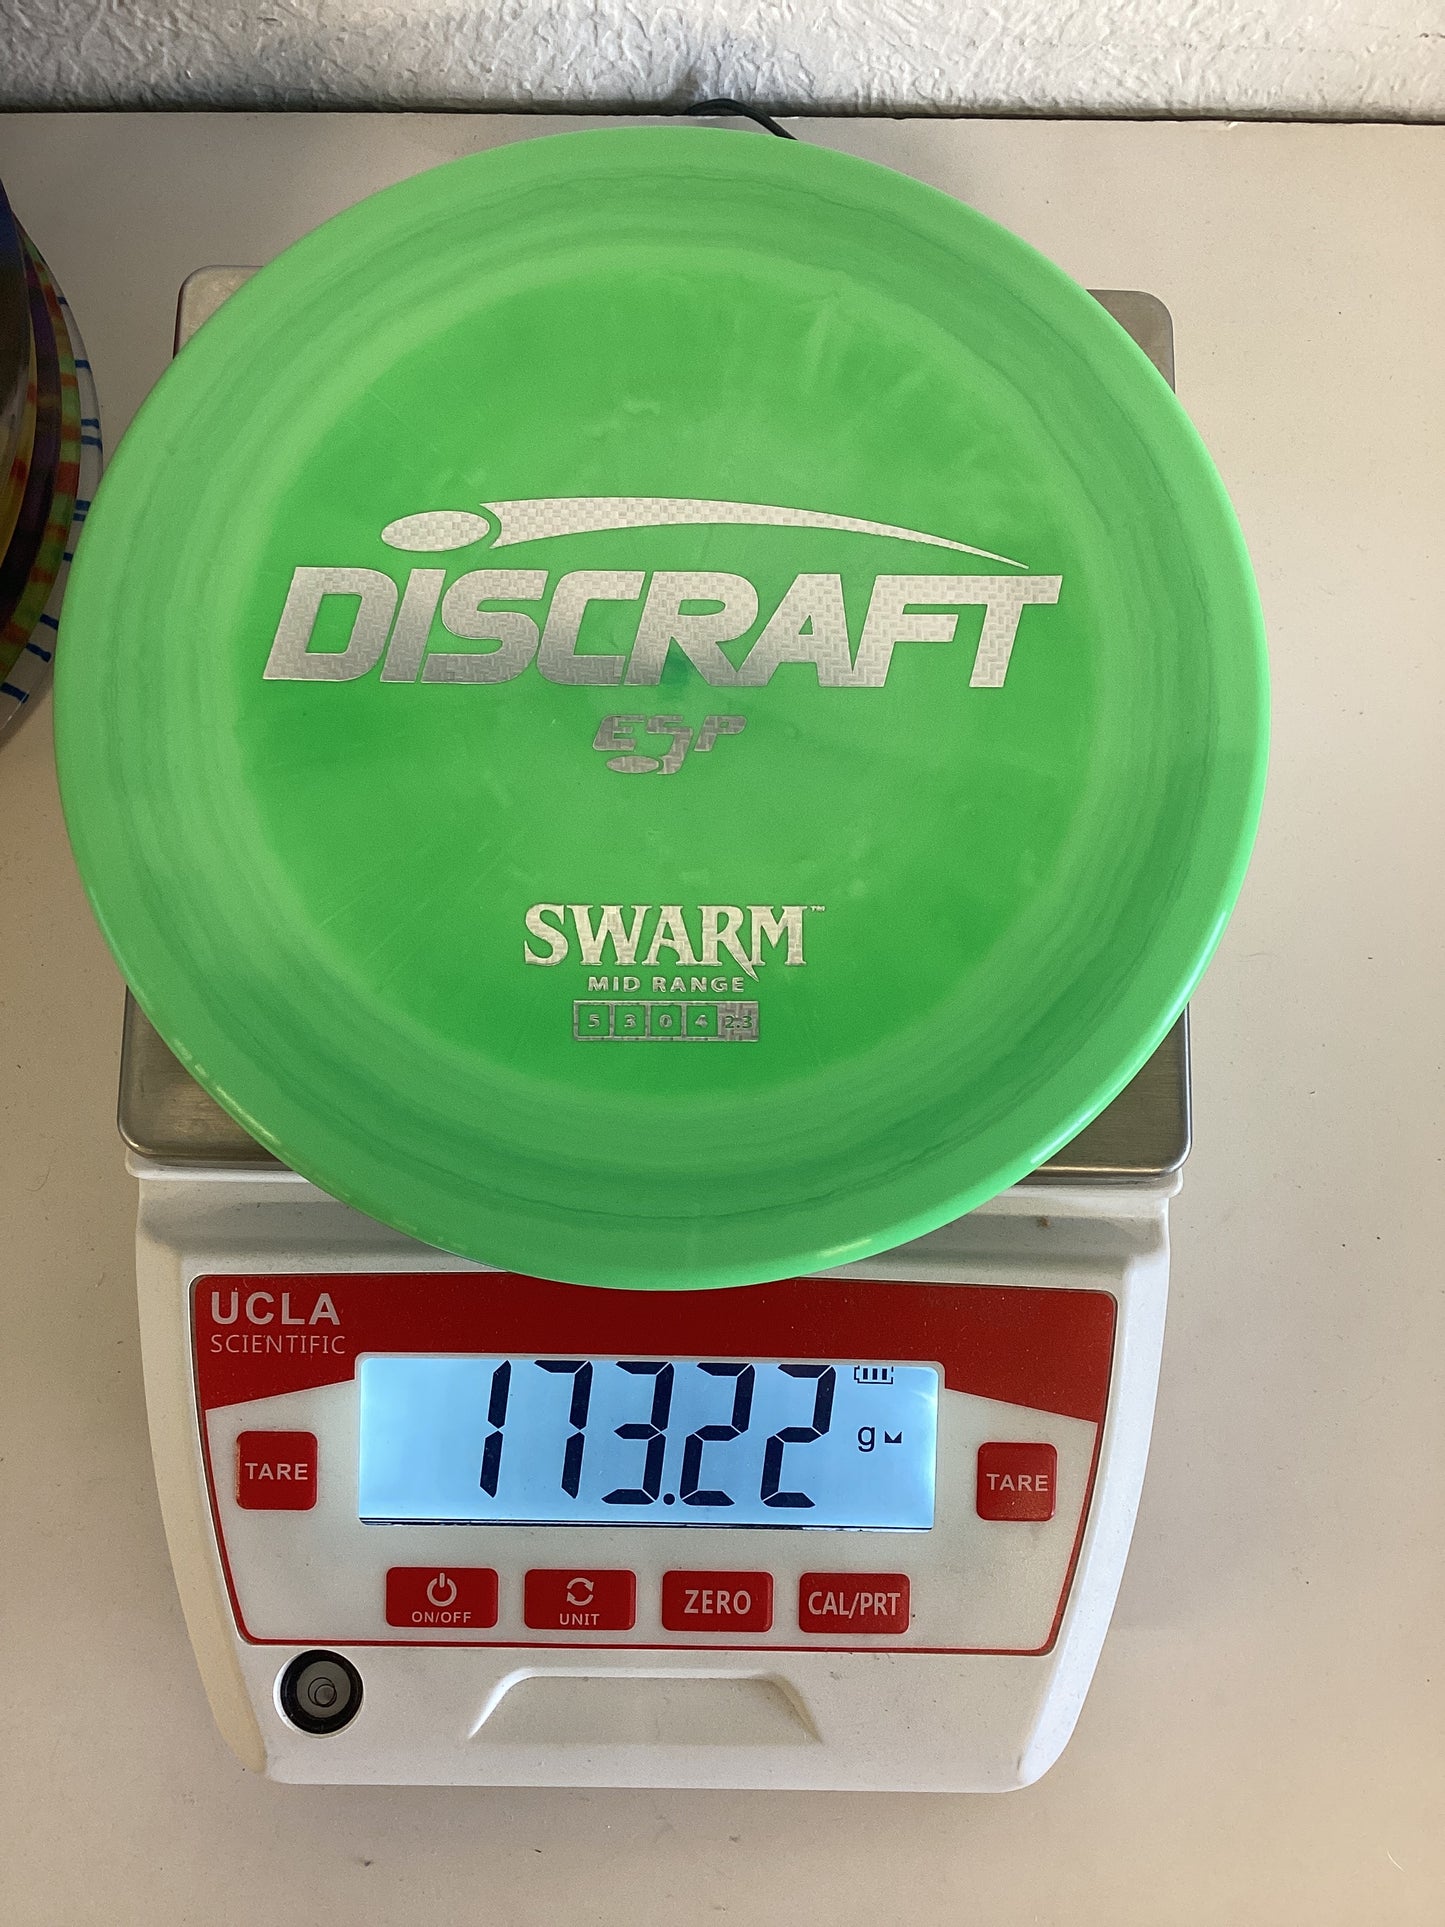 DISCRAFT
ESP
SWARM™
MID RANGE
5 3 0 4 2.3
UCLA
SCIENTIFIC
173.22 g
TARE
TARE
ON/OFF
UNIT
ZERO
CAL/PRT